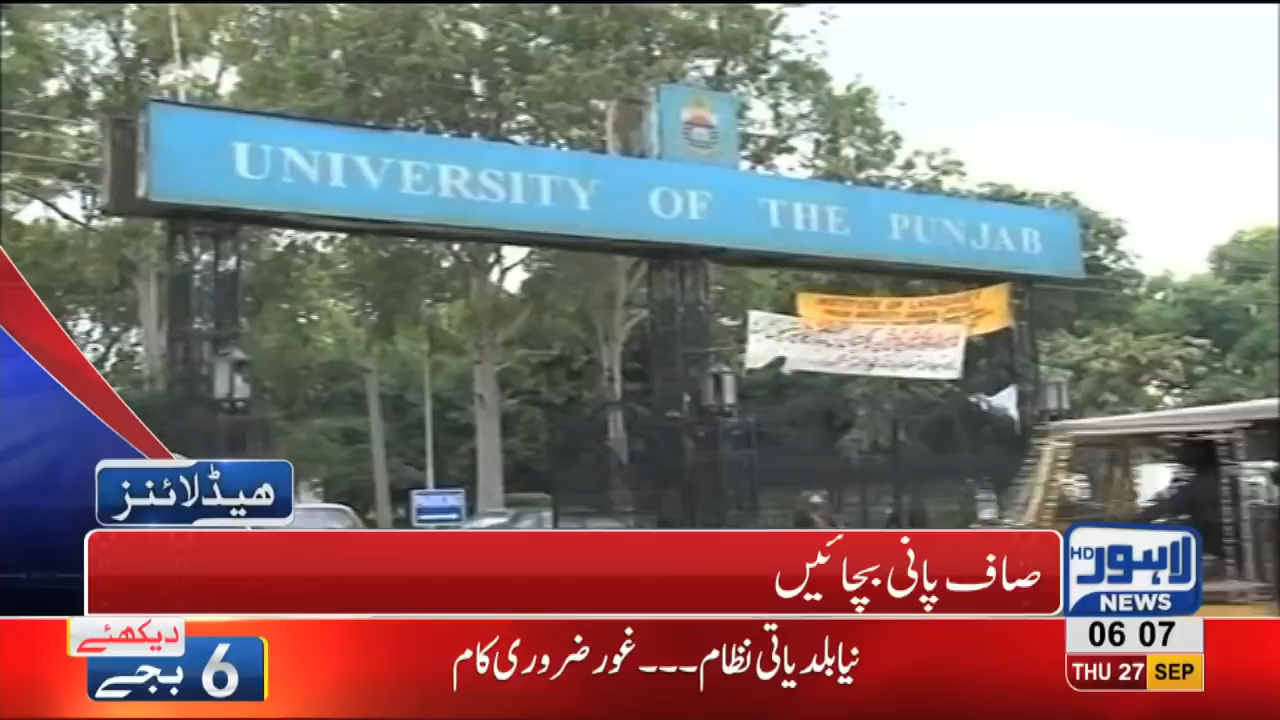 UNIVERSITY OF THE PUNJAB
ھیڈلائنز
صاف پانی بچائیں
HD لاہور
NEWS
06 07
THU 27 SEP
دیکھئے
6 بجے
نیا بلدیاتی نظام ۔۔۔ غور ضروری کام